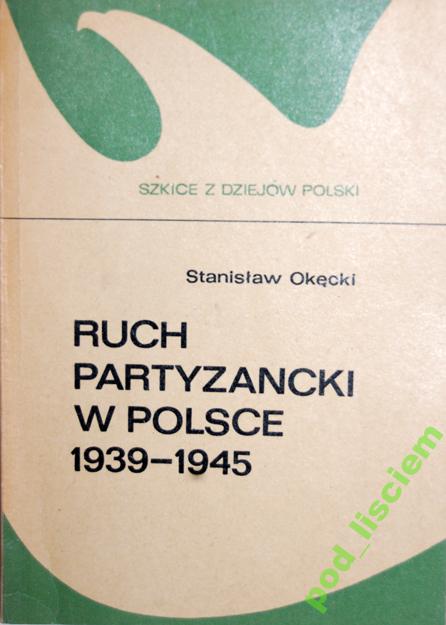 SZKICE Z DZIEJÓW POLSKI
Stanisław Okęcki
RUCH
PARTYZANCKI
W POLSCE
1939–1945
pod_lisciem